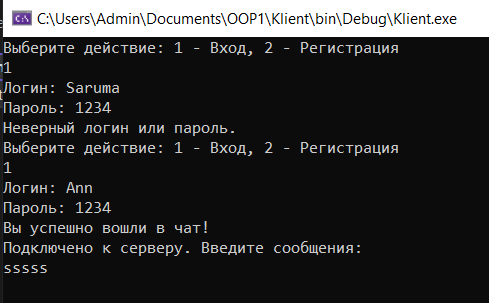 C:\Users\Admin\Documents\OOP1\Klient\bin\Debug\Klient.exe
Выберите действие: 1 - Вход, 2 - Регистрация
1
Логин: Saruma
Пароль: 1234
Неверный логин или пароль.
Выберите действие: 1 - Вход, 2 - Регистрация
1
Логин: Ann
Пароль: 1234
Вы успешно вошли в чат!
Подключено к серверу. Введите сообщения:
sssss